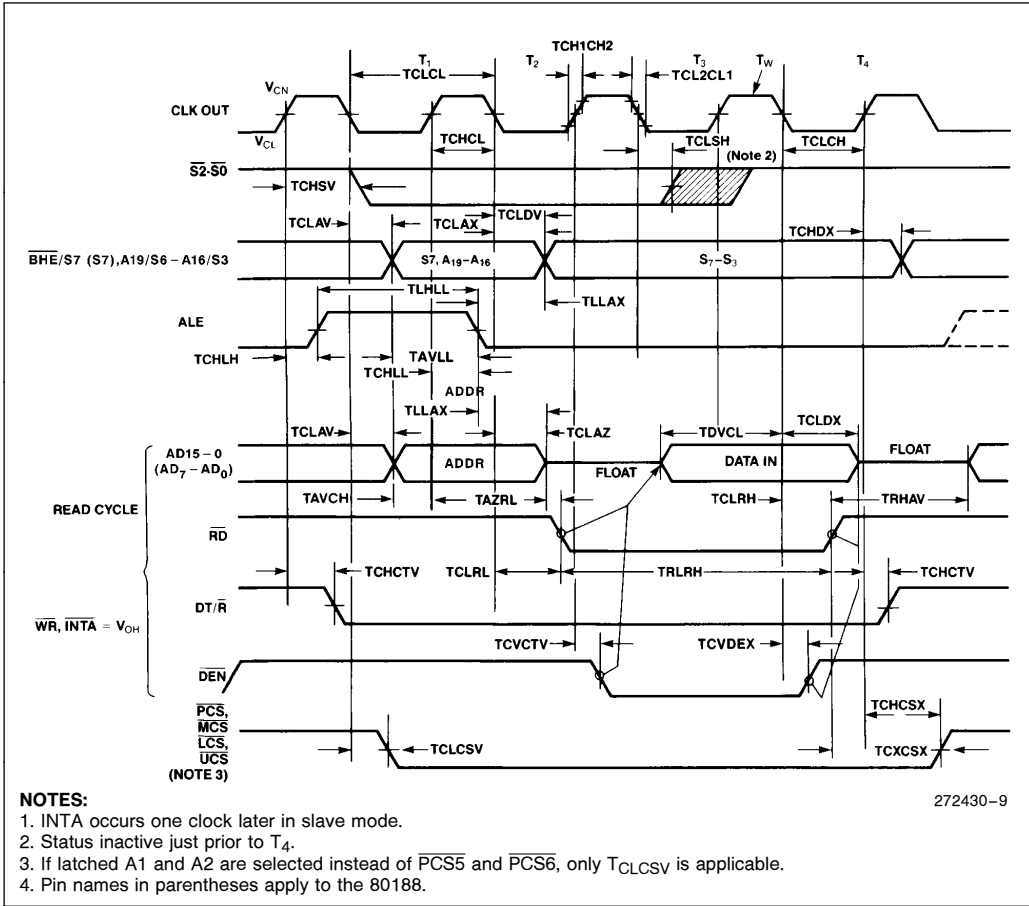 T1 T2 TCH1CH2 T3 TW T4
TCLCL TCL2CL1
VCN
CLK OUT
VCL TCHCL TCLSH TCLCH
(Note 2)
S2-S0
TCHSV
TCLDV
TCLAV TCLAX TCHDX
BHE/S7 (S7), A19/S6 – A16/S3 S7, A19–A16 S7–S3
TLHLL TLLAX
ALE
TCHLH TAVLL
TCHLL
ADDR
TLLAX
TCLAV TCLAZ TDVCL TCLDX
AD15 – 0 ADDR FLOAT DATA IN FLOAT
(AD7 – AD0)
TAVCH TAZRL TCLRH TRHAV
READ CYCLE
RD
TCHCTV TCLRL TRLRH TCHCTV
DT/R
WR, INTA = VOH
TCVCTV TCVDEX
DEN
PCS,
MCS TCHCSX
LCS,
UCS TCLCSV TCXCSX
(NOTE 3)
NOTES: 272430–9
1. INTA occurs one clock later in slave mode.
2. Status inactive just prior to T4.
3. If latched A1 and A2 are selected instead of PCS5 and PCS6, only TCLCSV is applicable.
4. Pin names in parentheses apply to the 80188.